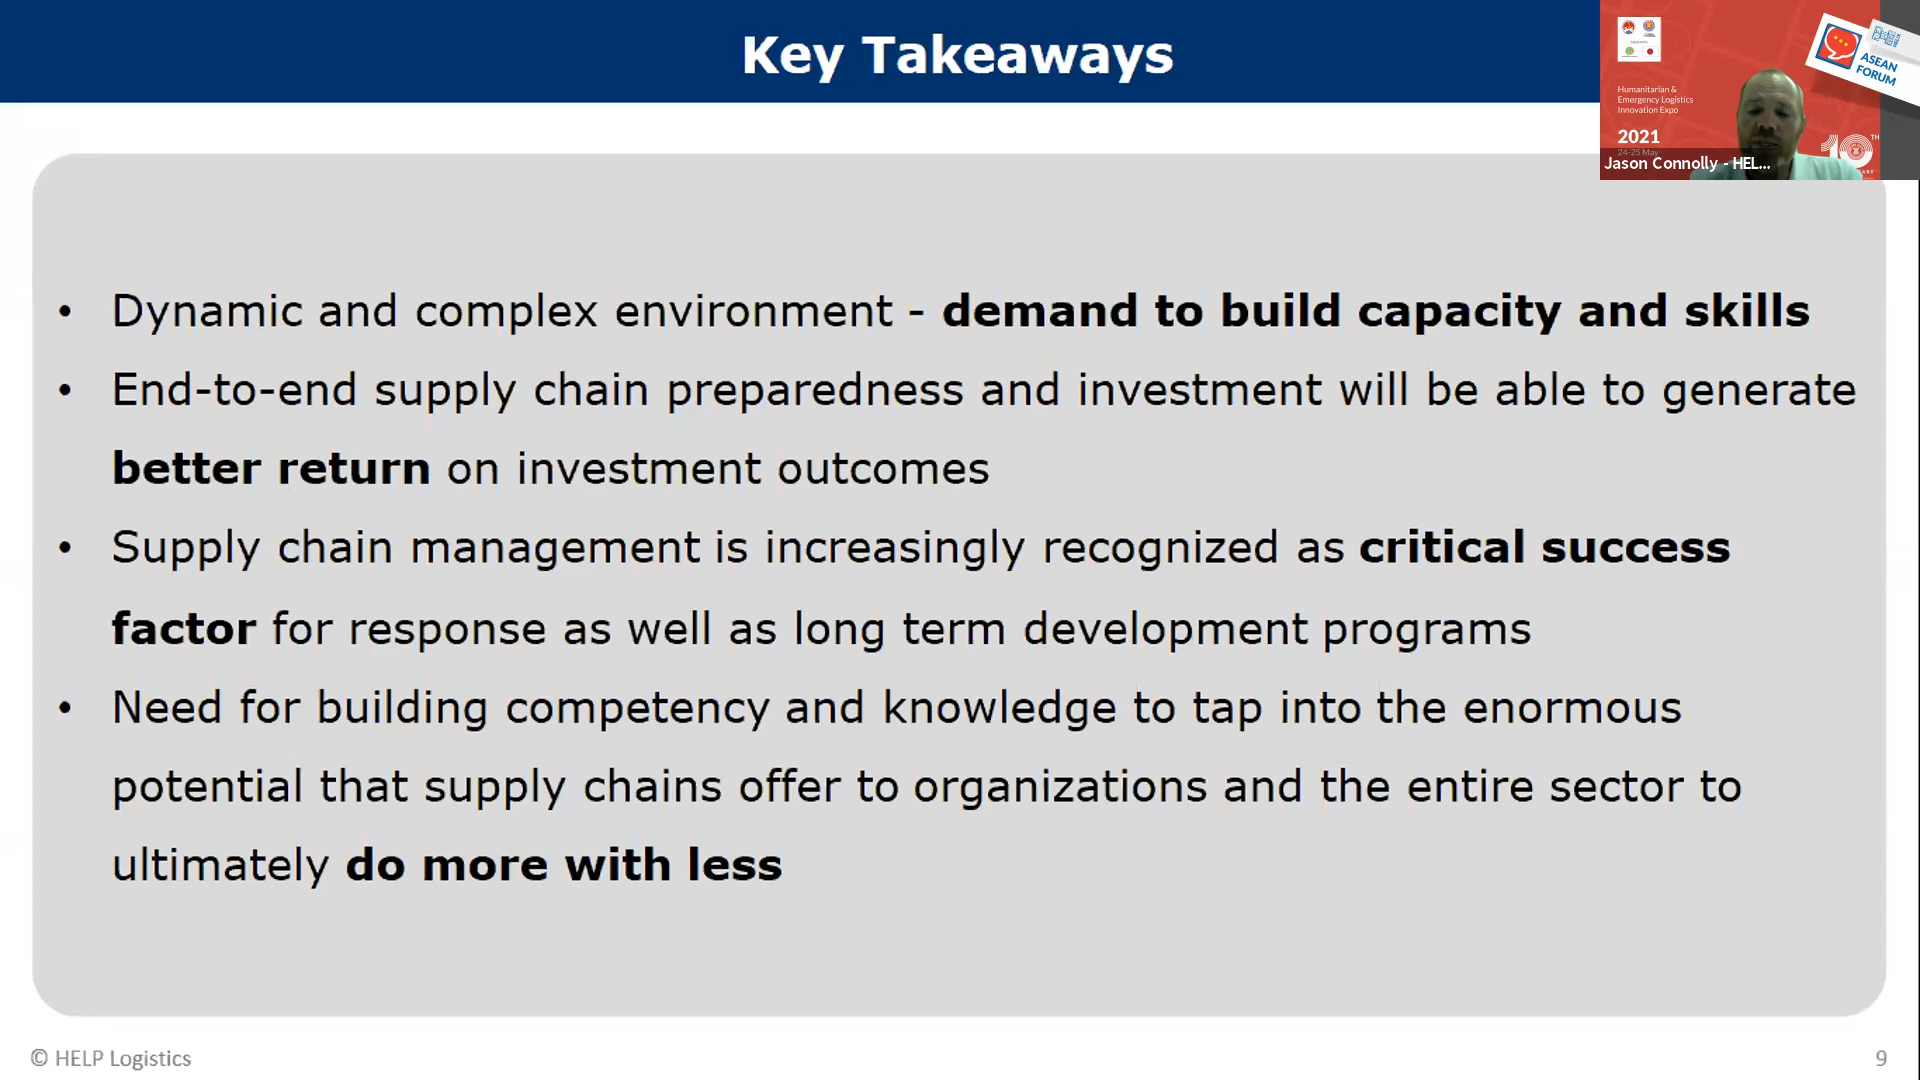 Key Takeaways
• Dynamic and complex environment - demand to build capacity and skills
• End-to-end supply chain preparedness and investment will be able to generate
better return on investment outcomes
• Supply chain management is increasingly recognized as critical success
factor for response as well as long term development programs
• Need for building competency and knowledge to tap into the enormous
potential that supply chains offer to organizations and the entire sector to
ultimately do more with less
© HELP Logistics
9
Humanitarian &
Emergency Logistics
Innovation Expo
2021
24-25 May
Jason Connolly - HEL...
ASEAN
FORUM
10
TH